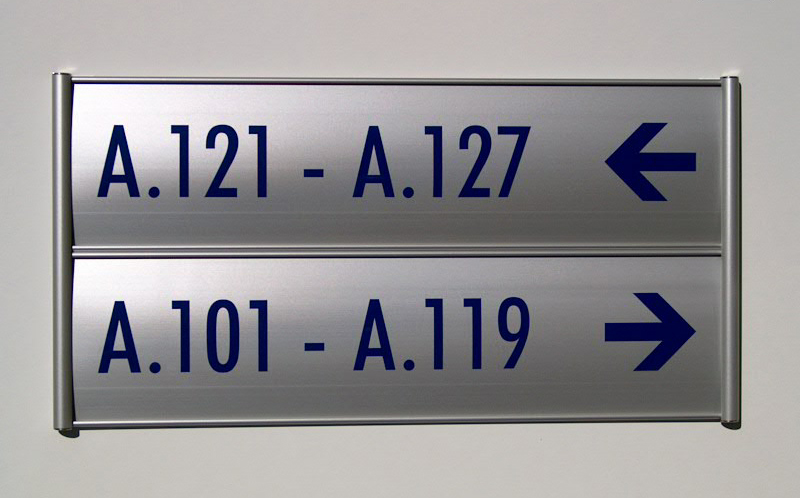 A.121 - A.127 ←
A.101 - A.119 →